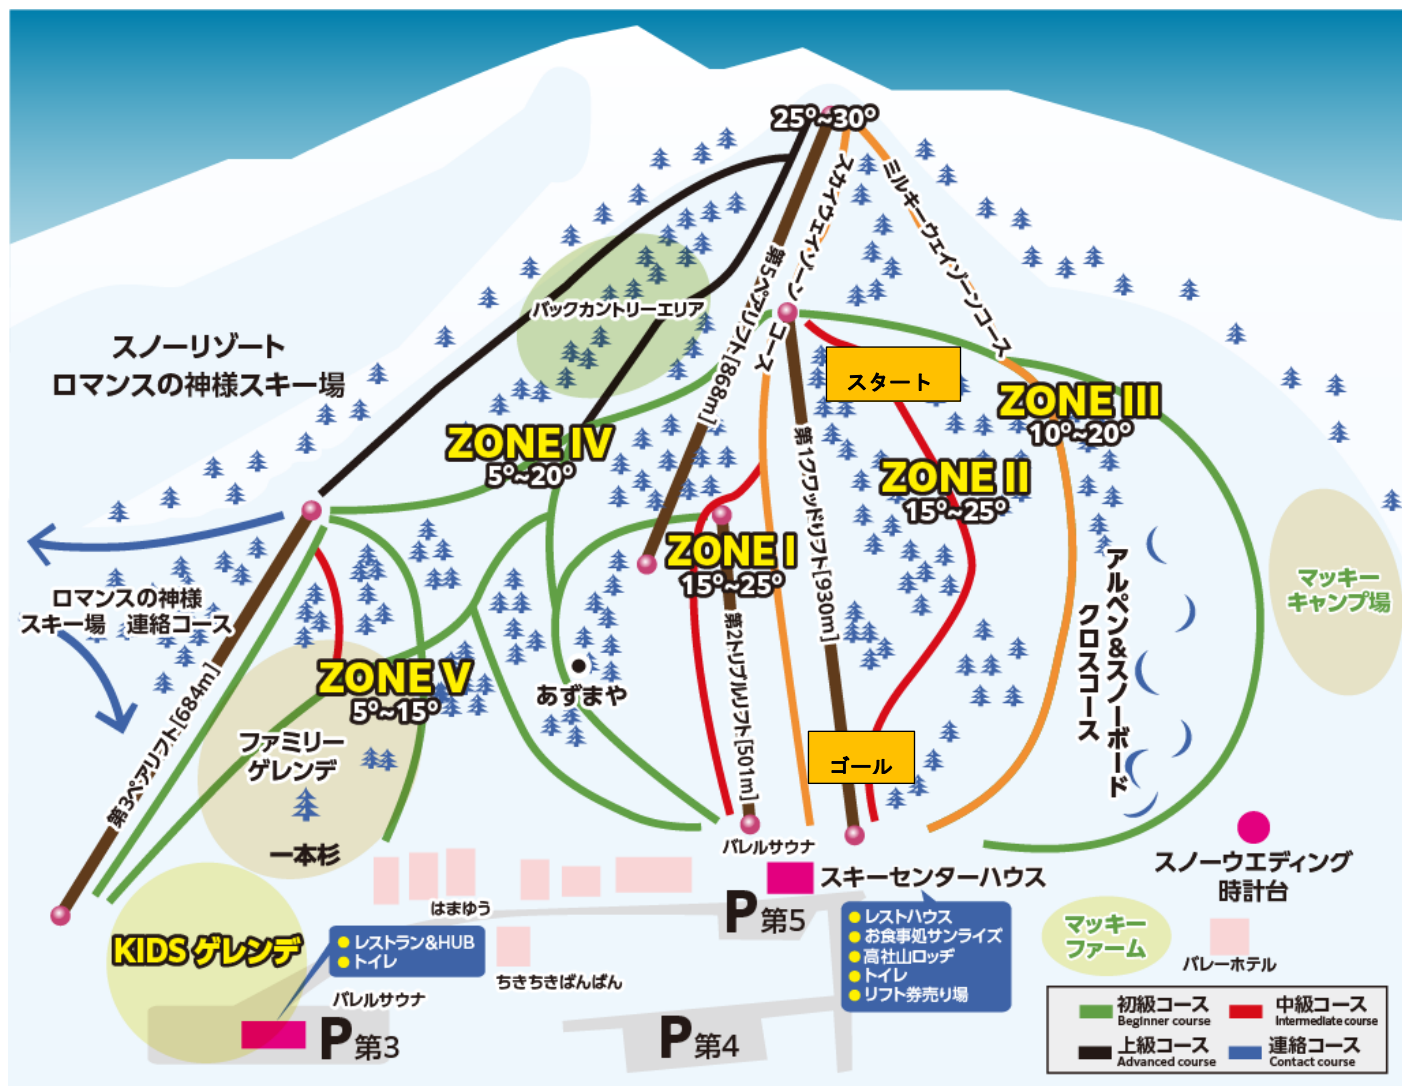 25°~30°
スカイウェイゾーンコース
ミルキーウェイゾーンコース
第5ペアリフト[868m]
バックカントリーエリア
スノーリゾート
ロマンスの神様スキー場
スタート
ZONE III
10°~20°
ZONE IV
5°~20°
第1クワッドリフト[930m]
ZONE II
15°~25°
ZONE I
15°~25°
アルペン&スノーボード
クロスコース
マッキー
キャンプ場
ロマンスの神様
スキー場 連絡コース
第2トリプルリフト[501m]
ZONE V
5°~15°
あずまや
第3ペアリフト[684m]
ファミリー
ゲレンデ
ゴール
一本杉
バレルサウナ
スキーセンターハウス
スノーウエディング
時計台
はまゆう
P第5
レストハウス
お食事処サンライズ
高社山ロッヂ
トイレ
リフト券売り場
マッキー
ファーム
バレーホテル
KIDSゲレンデ
レストラン&HUB
トイレ
ちきちきばんばん
バレルサウナ
P第3
P第4
初級コース
Beginner course
中級コース
Intermediate course
上級コース
Advanced course
連絡コース
Contact course